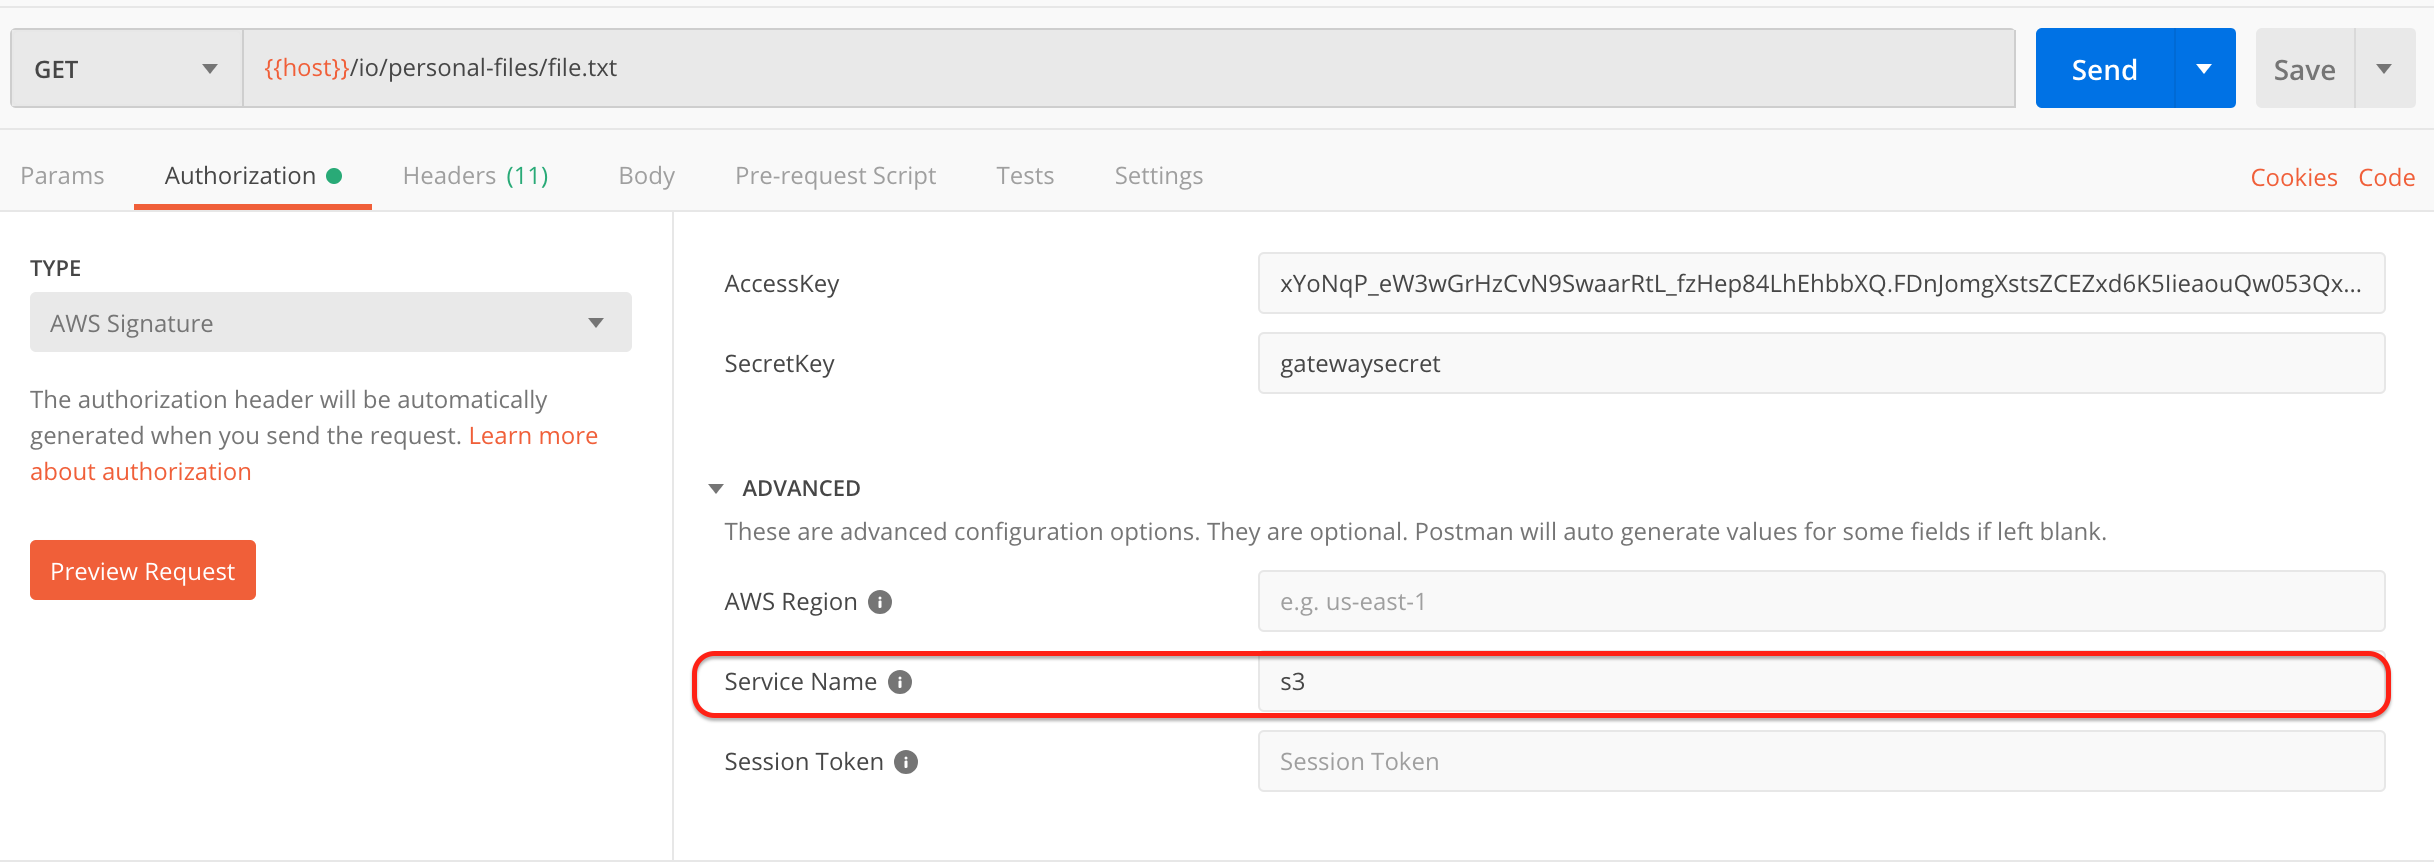 GET {{host}}/io/personal-files/file.txt Send Save
Params Authorization Headers (11) Body Pre-request Script Tests Settings Cookies Code
TYPE
AWS Signature
The authorization header will be automatically
generated when you send the request. Learn more
about authorization
Preview Request
AccessKey xYoNqP_eW3wGrHzCvN9SwaarRtL_fzHep84LhEhbbXQ.FDnJomgXstsZCEZxd6K5IieaouQw053Qx...
SecretKey gatewaysecret
ADVANCED
These are advanced configuration options. They are optional. Postman will auto generate values for some fields if left blank.
AWS Region e.g. us-east-1
Service Name s3
Session Token Session Token